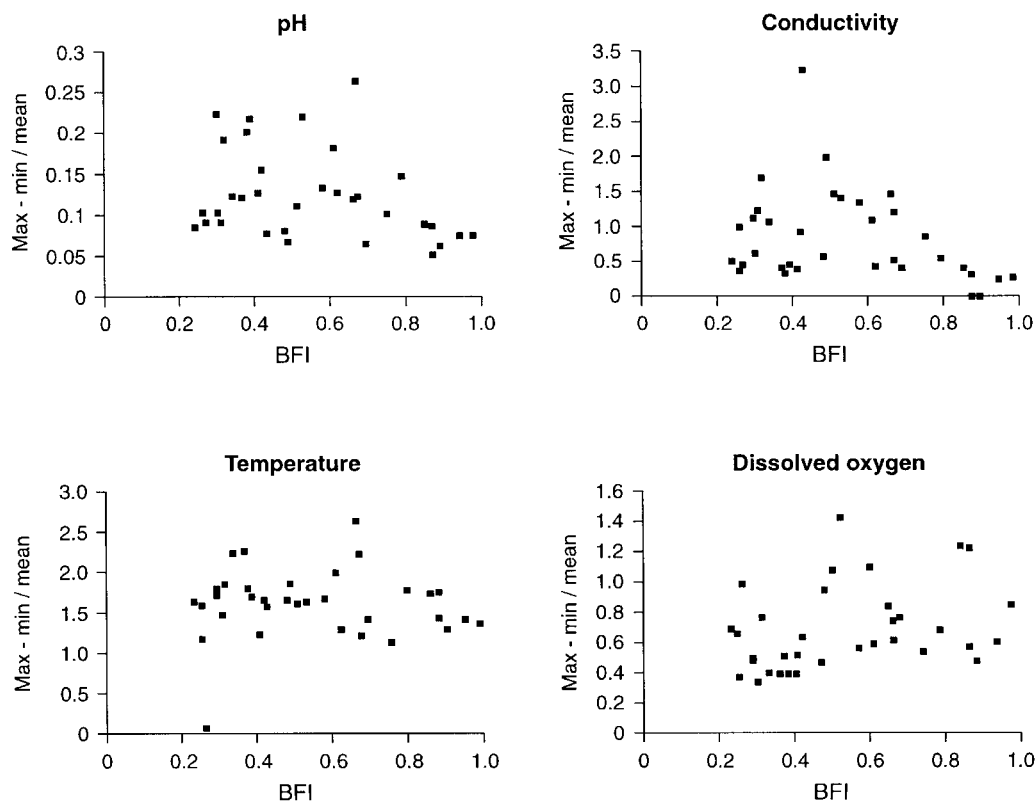 pH
Max - min / mean
0.3
0.25
0.2
0.15
0.1
0.05
0
0 0.2 0.4 0.6 0.8 1.0
BFI
Conductivity
Max - min / mean
3.5
3.0
2.5
2.0
1.5
1.0
0.5
0
0 0.2 0.4 0.6 0.8 1.0
BFI
Temperature
Max - min / mean
3.0
2.5
2.0
1.5
1.0
0.5
0
0 0.2 0.4 0.6 0.8 1.0
BFI
Dissolved oxygen
Max - min / mean
1.6
1.4
1.2
1.0
0.8
0.6
0.4
0.2
0
0 0.2 0.4 0.6 0.8 1.0
BFI